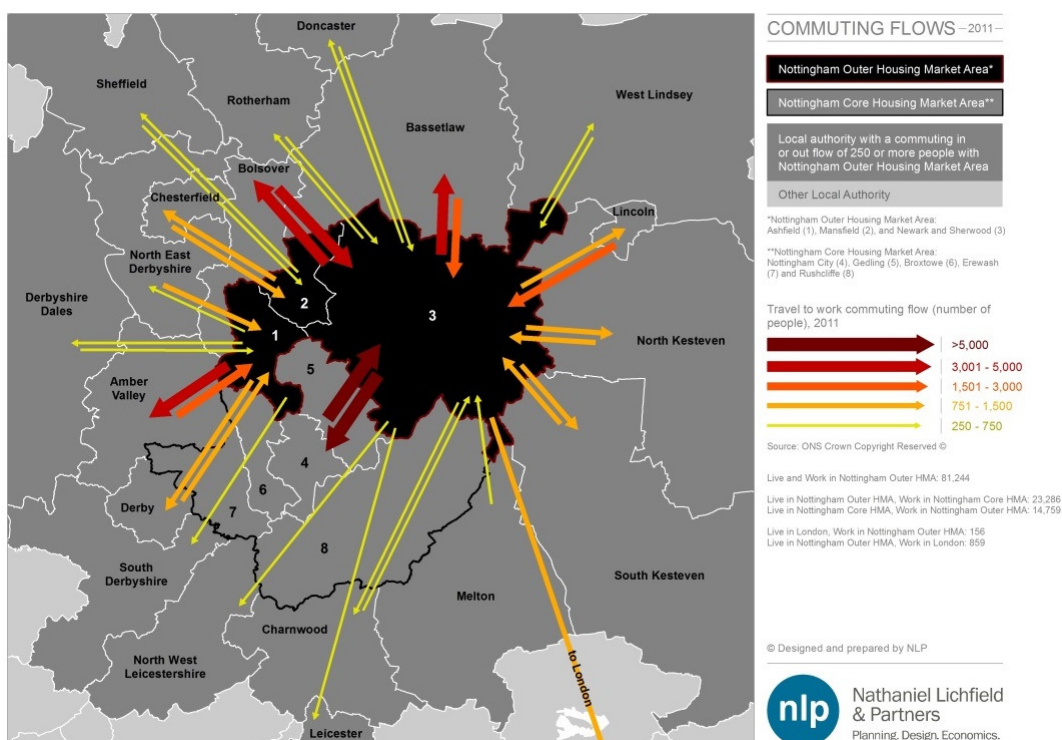 Doncaster
Sheffield
Rotherham
West Lindsey
Bassetlaw
Bolsover
Chesterfield
Lincoln
North East
Derbyshire
Derbyshire
Dales
2
1
3
North Kesteven
5
Amber
Valley
4
6
Derby
7
8
South
Derbyshire
South Kesteven
Melton
Charnwood
North West
Leicestershire
to London
Leicester
COMMUTING FLOWS – 2011 –
Nottingham Outer Housing Market Area*
Nottingham Core Housing Market Area**
Local authority with a commuting in
or out flow of 250 or more people with
Nottingham Outer Housing Market Area
Other Local Authority
*Nottingham Outer Housing Market Area:
Ashfield (1), Mansfield (2), and Newark and Sherwood (3)
**Nottingham Core Housing Market Area:
Nottingham City (4), Gedling (5), Broxtowe (6), Erewash
(7) and Rushcliffe (8)
Travel to work commuting flow (number of
people), 2011
>5,000
3,001 - 5,000
1,501 - 3,000
751 - 1,500
250 - 750
Source: ONS Crown Copyright Reserved ©
Live and Work in Nottingham Outer HMA: 81,244
Live in Nottingham Outer HMA, Work in Nottingham Core HMA: 23,286
Live in Nottingham Core HMA, Work in Nottingham Outer HMA: 14,759
Live in London, Work in Nottingham Outer HMA: 156
Live in Nottingham Outer HMA, Work in London: 859
© Designed and prepared by NLP
nlp
Nathaniel Lichfield
& Partners
Planning. Design. Economics.